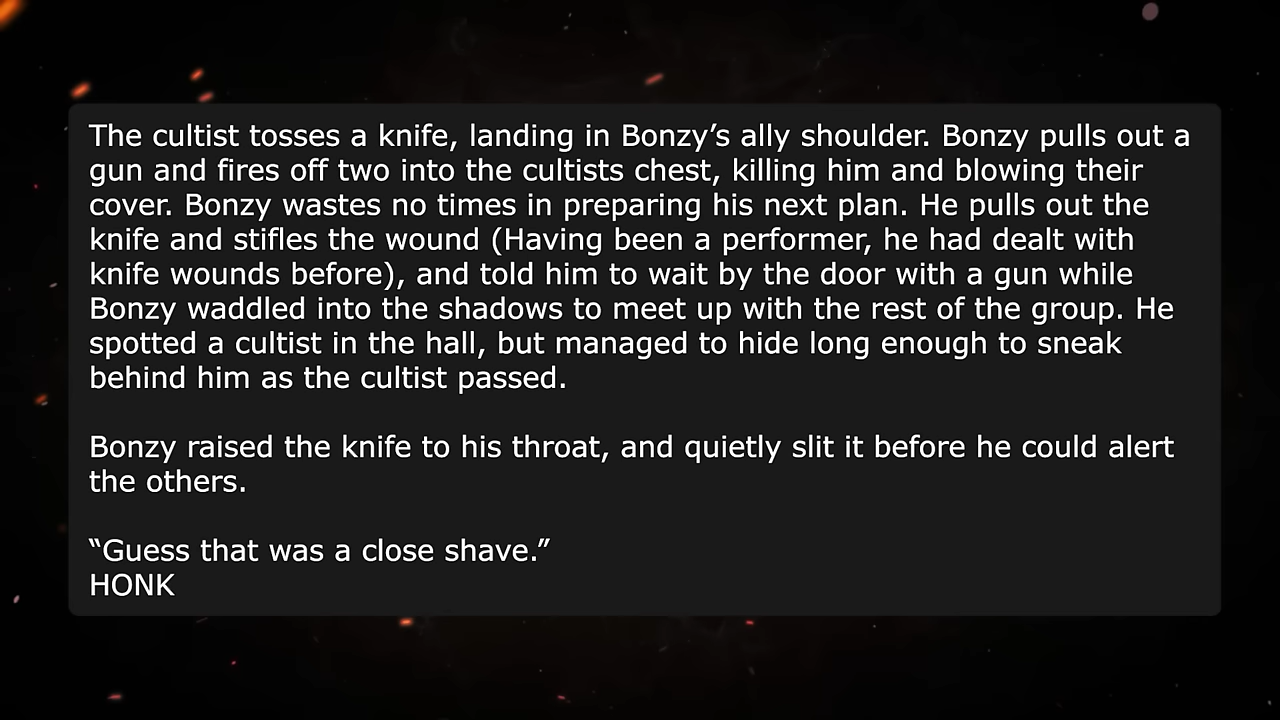 The cultist tosses a knife, landing in Bonzy’s ally shoulder. Bonzy pulls out a
gun and fires off two into the cultists chest, killing him and blowing their
cover. Bonzy wastes no times in preparing his next plan. He pulls out the
knife and stifles the wound (Having been a performer, he had dealt with
knife wounds before), and told him to wait by the door with a gun while
Bonzy waddled into the shadows to meet up with the rest of the group. He
spotted a cultist in the hall, but managed to hide long enough to sneak
behind him as the cultist passed.
Bonzy raised the knife to his throat, and quietly slit it before he could alert
the others.
“Guess that was a close shave.”
HONK